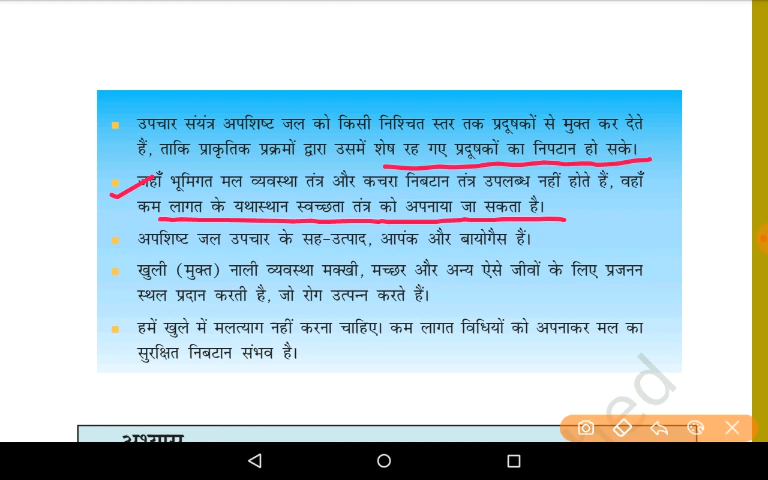 उपचार संयंत्र अपशिष्ट जल को किसी निश्चित स्तर तक प्रदूषकों से मुक्त कर देते
हैं, ताकि प्राकृतिक प्रक्रमों द्वारा उसमें शेष रह गए प्रदूषकों का निपटान हो सके।
जहाँ भूमिगत मल व्यवस्था तंत्र और कचरा निबटान तंत्र उपलब्ध नहीं होते हैं, वहाँ
कम लागत के यथास्थान स्वच्छता तंत्र को अपनाया जा सकता है।
अपशिष्ट जल उपचार के सह-उत्पाद, आपंक और बायोगैस हैं।
खुली (मुक्त) नाली व्यवस्था मक्खी, मच्छर और अन्य ऐसे जीवों के लिए प्रजनन
स्थल प्रदान करती है, जो रोग उत्पन्न करते हैं।
हमें खुले में मलत्याग नहीं करना चाहिए। कम लागत विधियों को अपनाकर मल का
सुरक्षित निबटान संभव है।